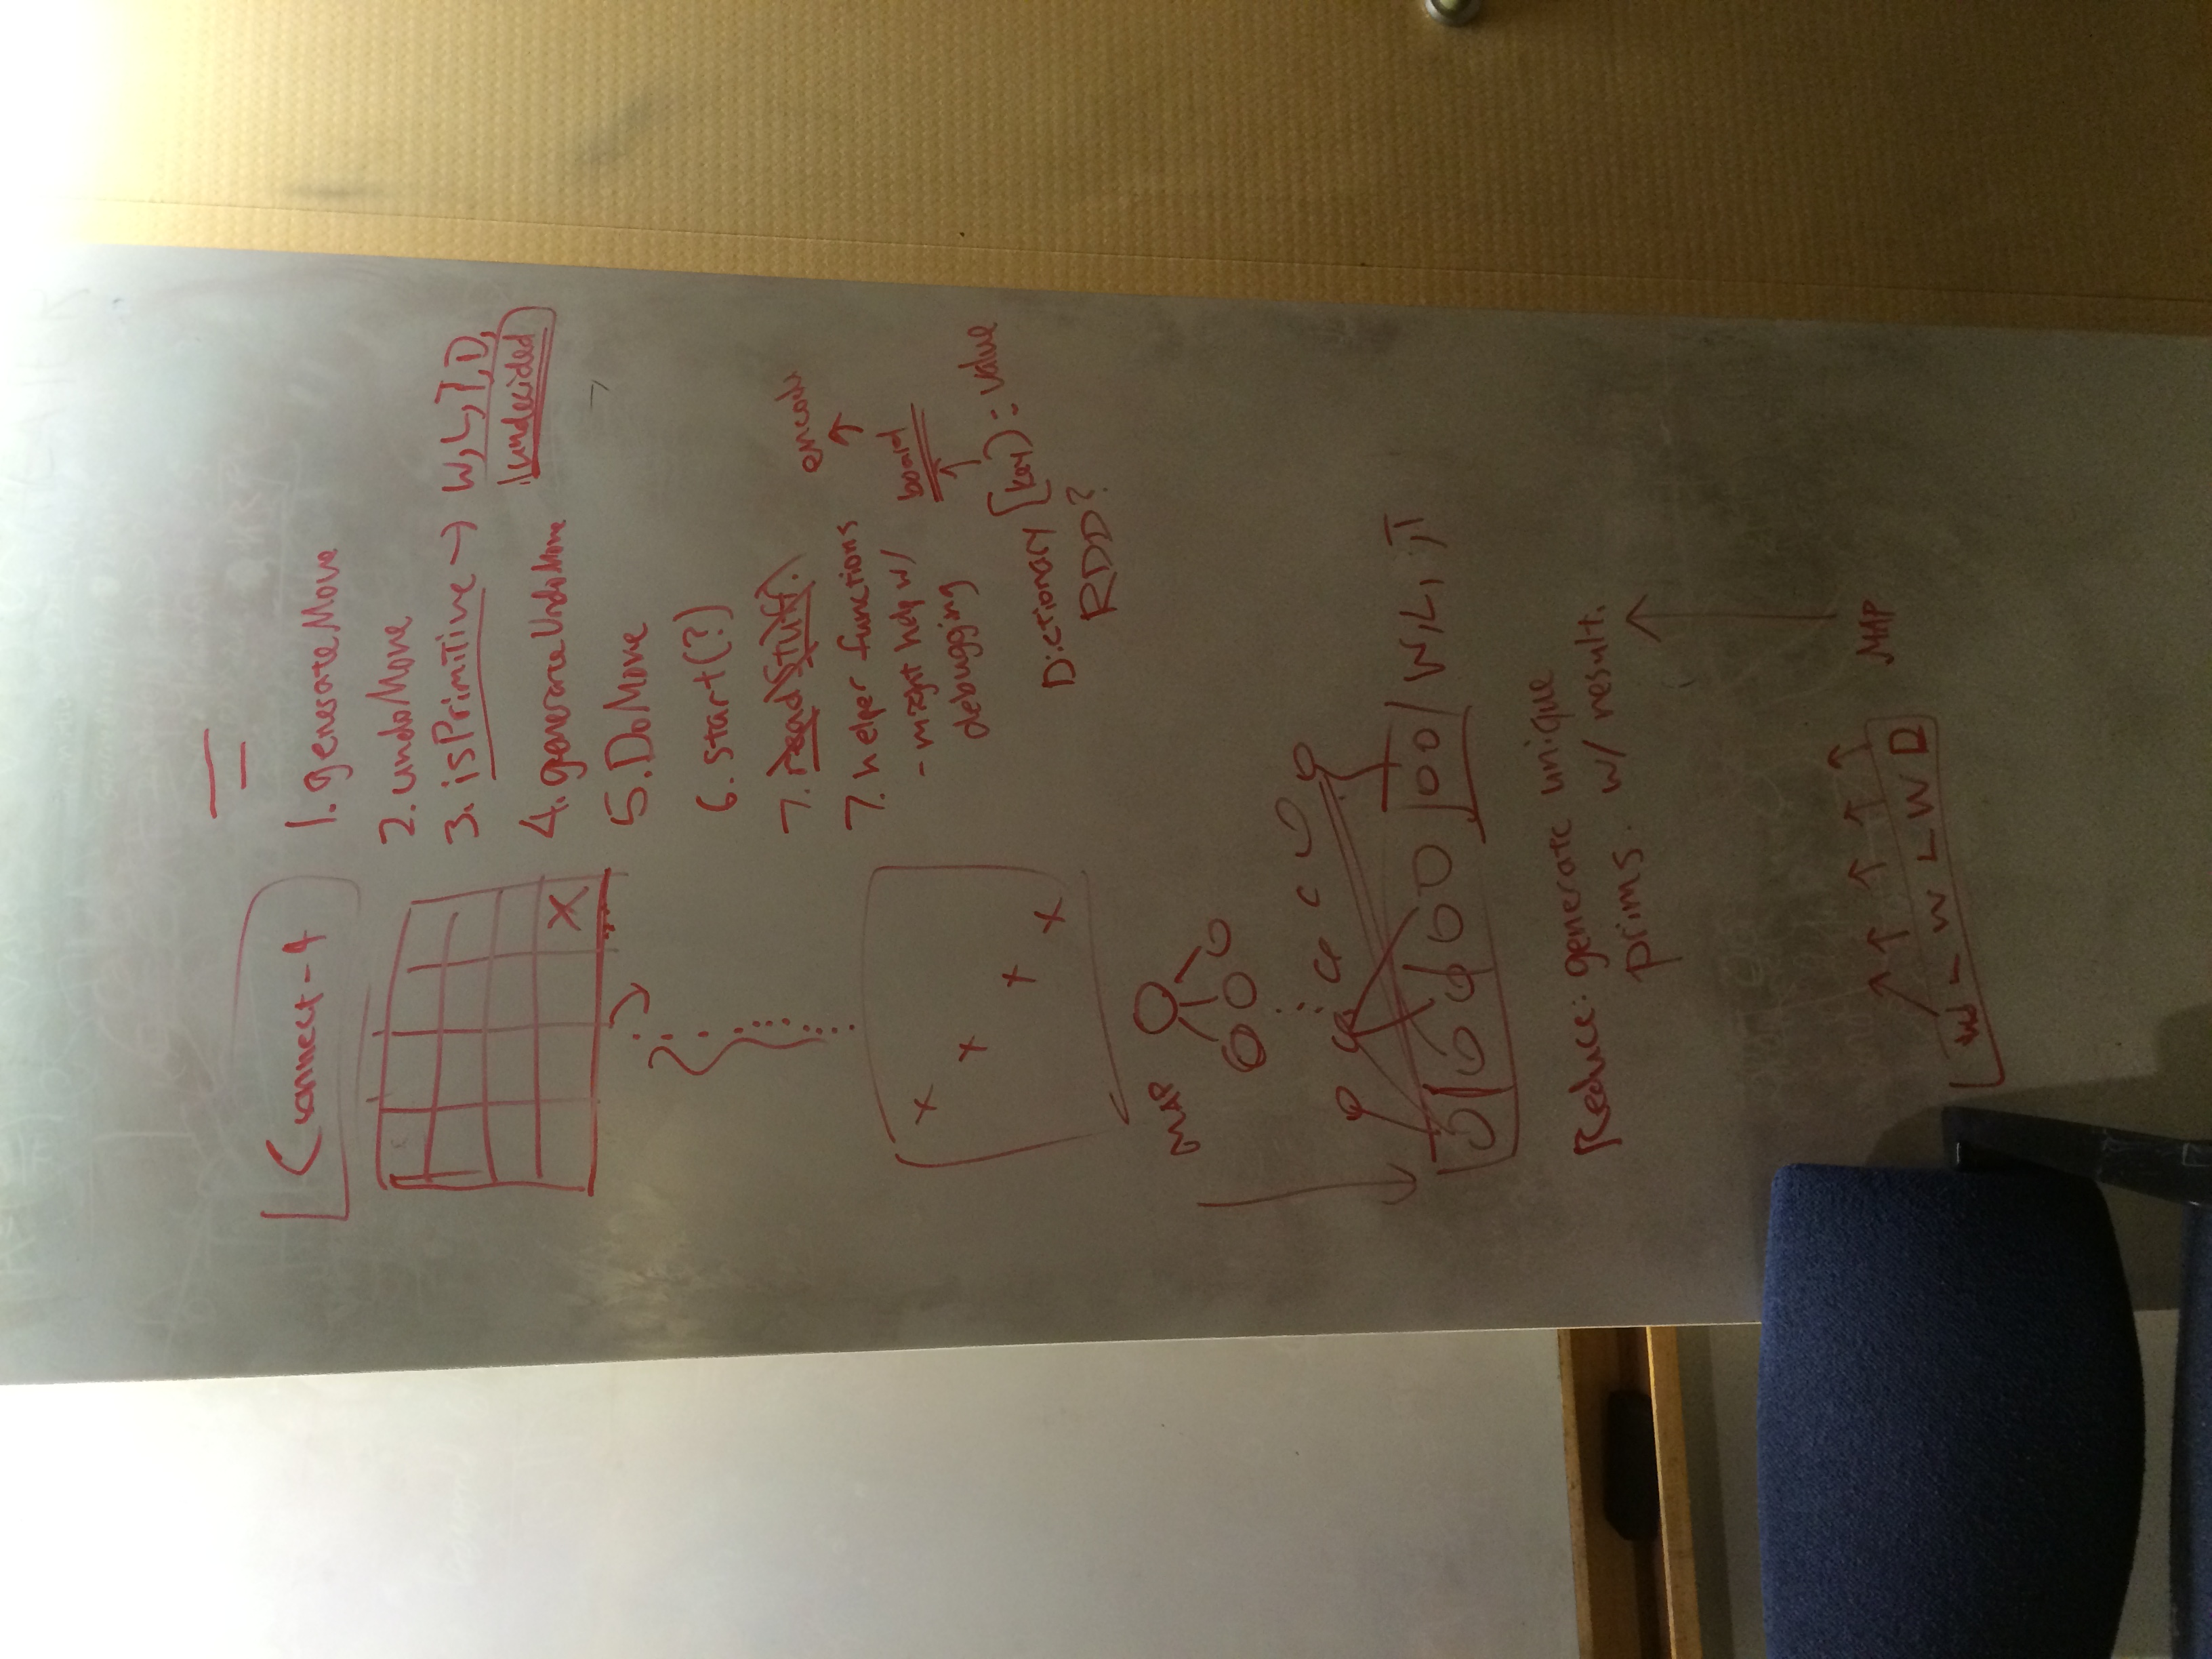 Connect-4
X
1. generateMove
2. undoMove
3. isPrimitive → W, L, T, D,
undecided
4. generateUndoMove
5. DoMove
6. start(?)
7. read stuff.
7. helper functions
- might help w/
debugging
encode
↑
board
↑
Dictionary [key) = value
RDD?
X
X
X
X
MAP
W, L, , T
Reduce: generate unique
prims. w/ result.
MAP
W L W L W D